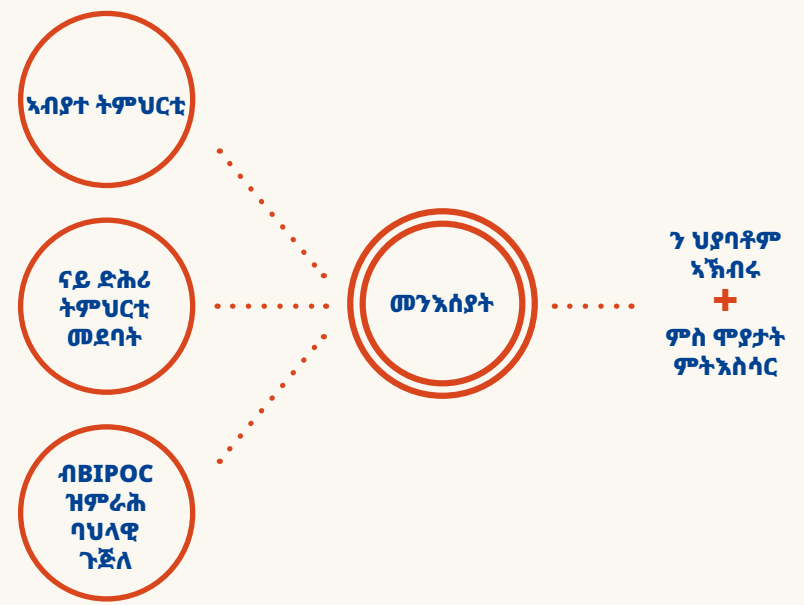 ኣብያተ ትምህርቲ
ናይ ድሕሪ
ትምህርቲ
መደባት
ብBIPOC
ዝምራሕ
ባህላዊ
ጉጅለ
መንእሰያት
ን ህያባቶም
ኣኽብሩ
+
ምስ ሞያታት
ምትእስሳር